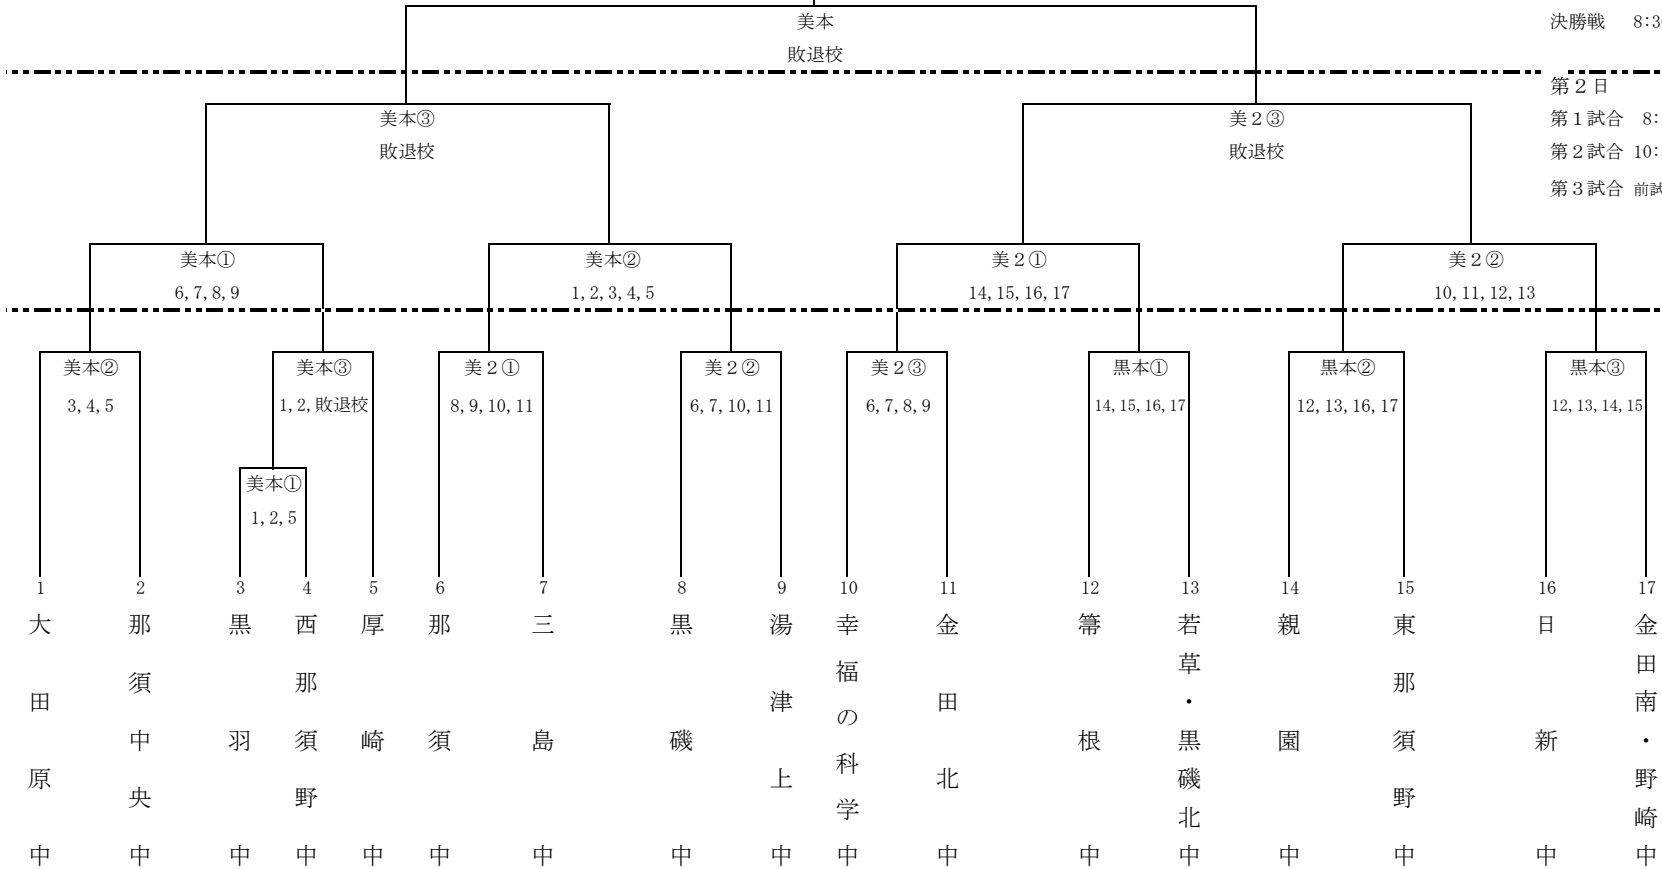 美本
決勝戦 8:3
敗退校
第２日
美本③
美２③
第１試合 8:
敗退校
敗退校
第２試合 10:
第３試合 前試
美本①
美本②
美２①
美２②
6,7,8,9
1,2,3,4,5
14,15,16,17
10,11,12,13
美本②
美本③
美２①
美２②
美２③
黒本①
黒本②
黒本③
3,4,5
1,2,敗退校
8,9,10,11
6,7,10,11
6,7,8,9
14,15,16,17
12,13,16,17
12,13,14,15
美本①
1,2,5
1
大田原中
2
那須中央中
3
黒羽中
4
西那須野中
5
厚崎中
6
那須中
7
三島中
8
黒磯中
9
湯津上中
10
幸福の科学中
11
金田北中
12
箒根中
13
若草・黒磯北中
14
親園中
15
東那須野中
16
日新中
17
金田南・野崎中